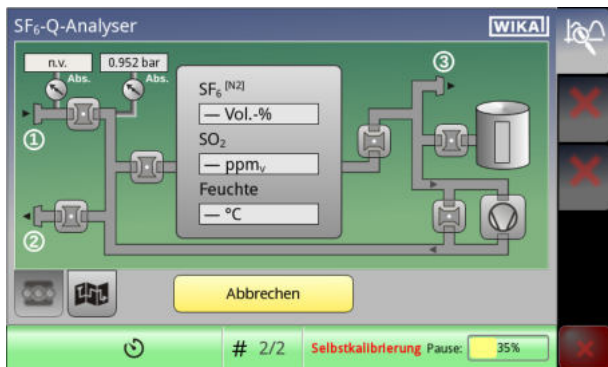 SF₆-Q-Analyser
WIKA
n.v.
0.952 bar
Abs.
Abs.
①
②
③
SF₆ [N2]
— Vol.-%
SO₂
— ppmᵥ
Feuchte
— °C
Abbrechen
# 2/2
Selbstkalibrierung Pause: 35%